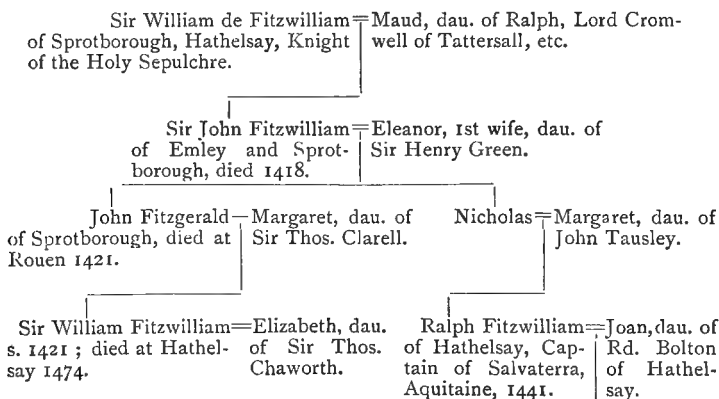 Sir William de Fitzwilliam=Maud, dau. of Ralph, Lord Crom-
of Sprotborough, Hathelsay, Knight well of Tattersall, etc.
of the Holy Sepulchre.
Sir John Fitzwilliam=Eleanor, 1st wife, dau. of
of Emley and Sprot- Sir Henry Green.
borough, died 1418.
John Fitzgerald—Margaret, dau. of
of Sprotborough, died at Sir Thos. Clarell.
Rouen 1421.
Nicholas=Margaret, dau. of
John Tausley.
Sir William Fitzwilliam=Elizabeth, dau.
s. 1421 ; died at Hathel- of Sir Thos.
say 1474. Chaworth.
Ralph Fitzwilliam=Joan, dau. of
of Hathelsay, Cap- Rd. Bolton
tain of Salvaterra, of Hathel-
Aquitaine, 1441. say.